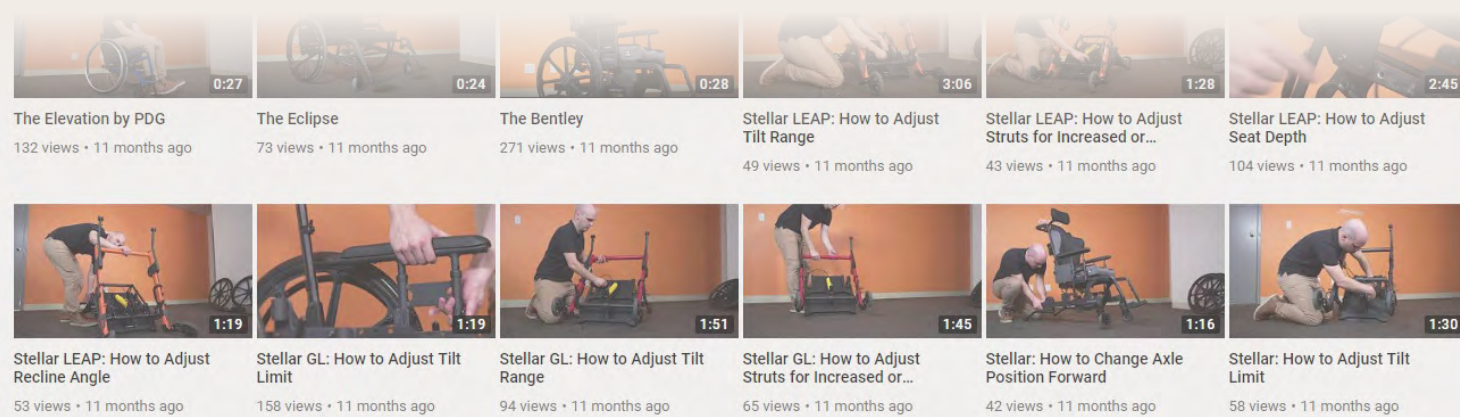 0:27
0:24
0:28
3:06
1:28
2:45
The Elevation by PDG
132 views • 11 months ago
The Eclipse
73 views • 11 months ago
The Bentley
271 views • 11 months ago
Stellar LEAP: How to Adjust
Tilt Range
49 views • 11 months ago
Stellar LEAP: How to Adjust
Struts for Increased or...
43 views • 11 months ago
Stellar LEAP: How to Adjust
Seat Depth
104 views • 11 months ago
1:19
1:19
1:51
1:45
1:16
1:30
Stellar LEAP: How to Adjust
Recline Angle
53 views • 11 months ago
Stellar GL: How to Adjust Tilt
Limit
158 views • 11 months ago
Stellar GL: How to Adjust Tilt
Range
94 views • 11 months ago
Stellar GL: How to Adjust
Struts for Increased or...
65 views • 11 months ago
Stellar: How to Change Axle
Position Forward
42 views • 11 months ago
Stellar: How to Adjust Tilt
Limit
58 views • 11 months ago